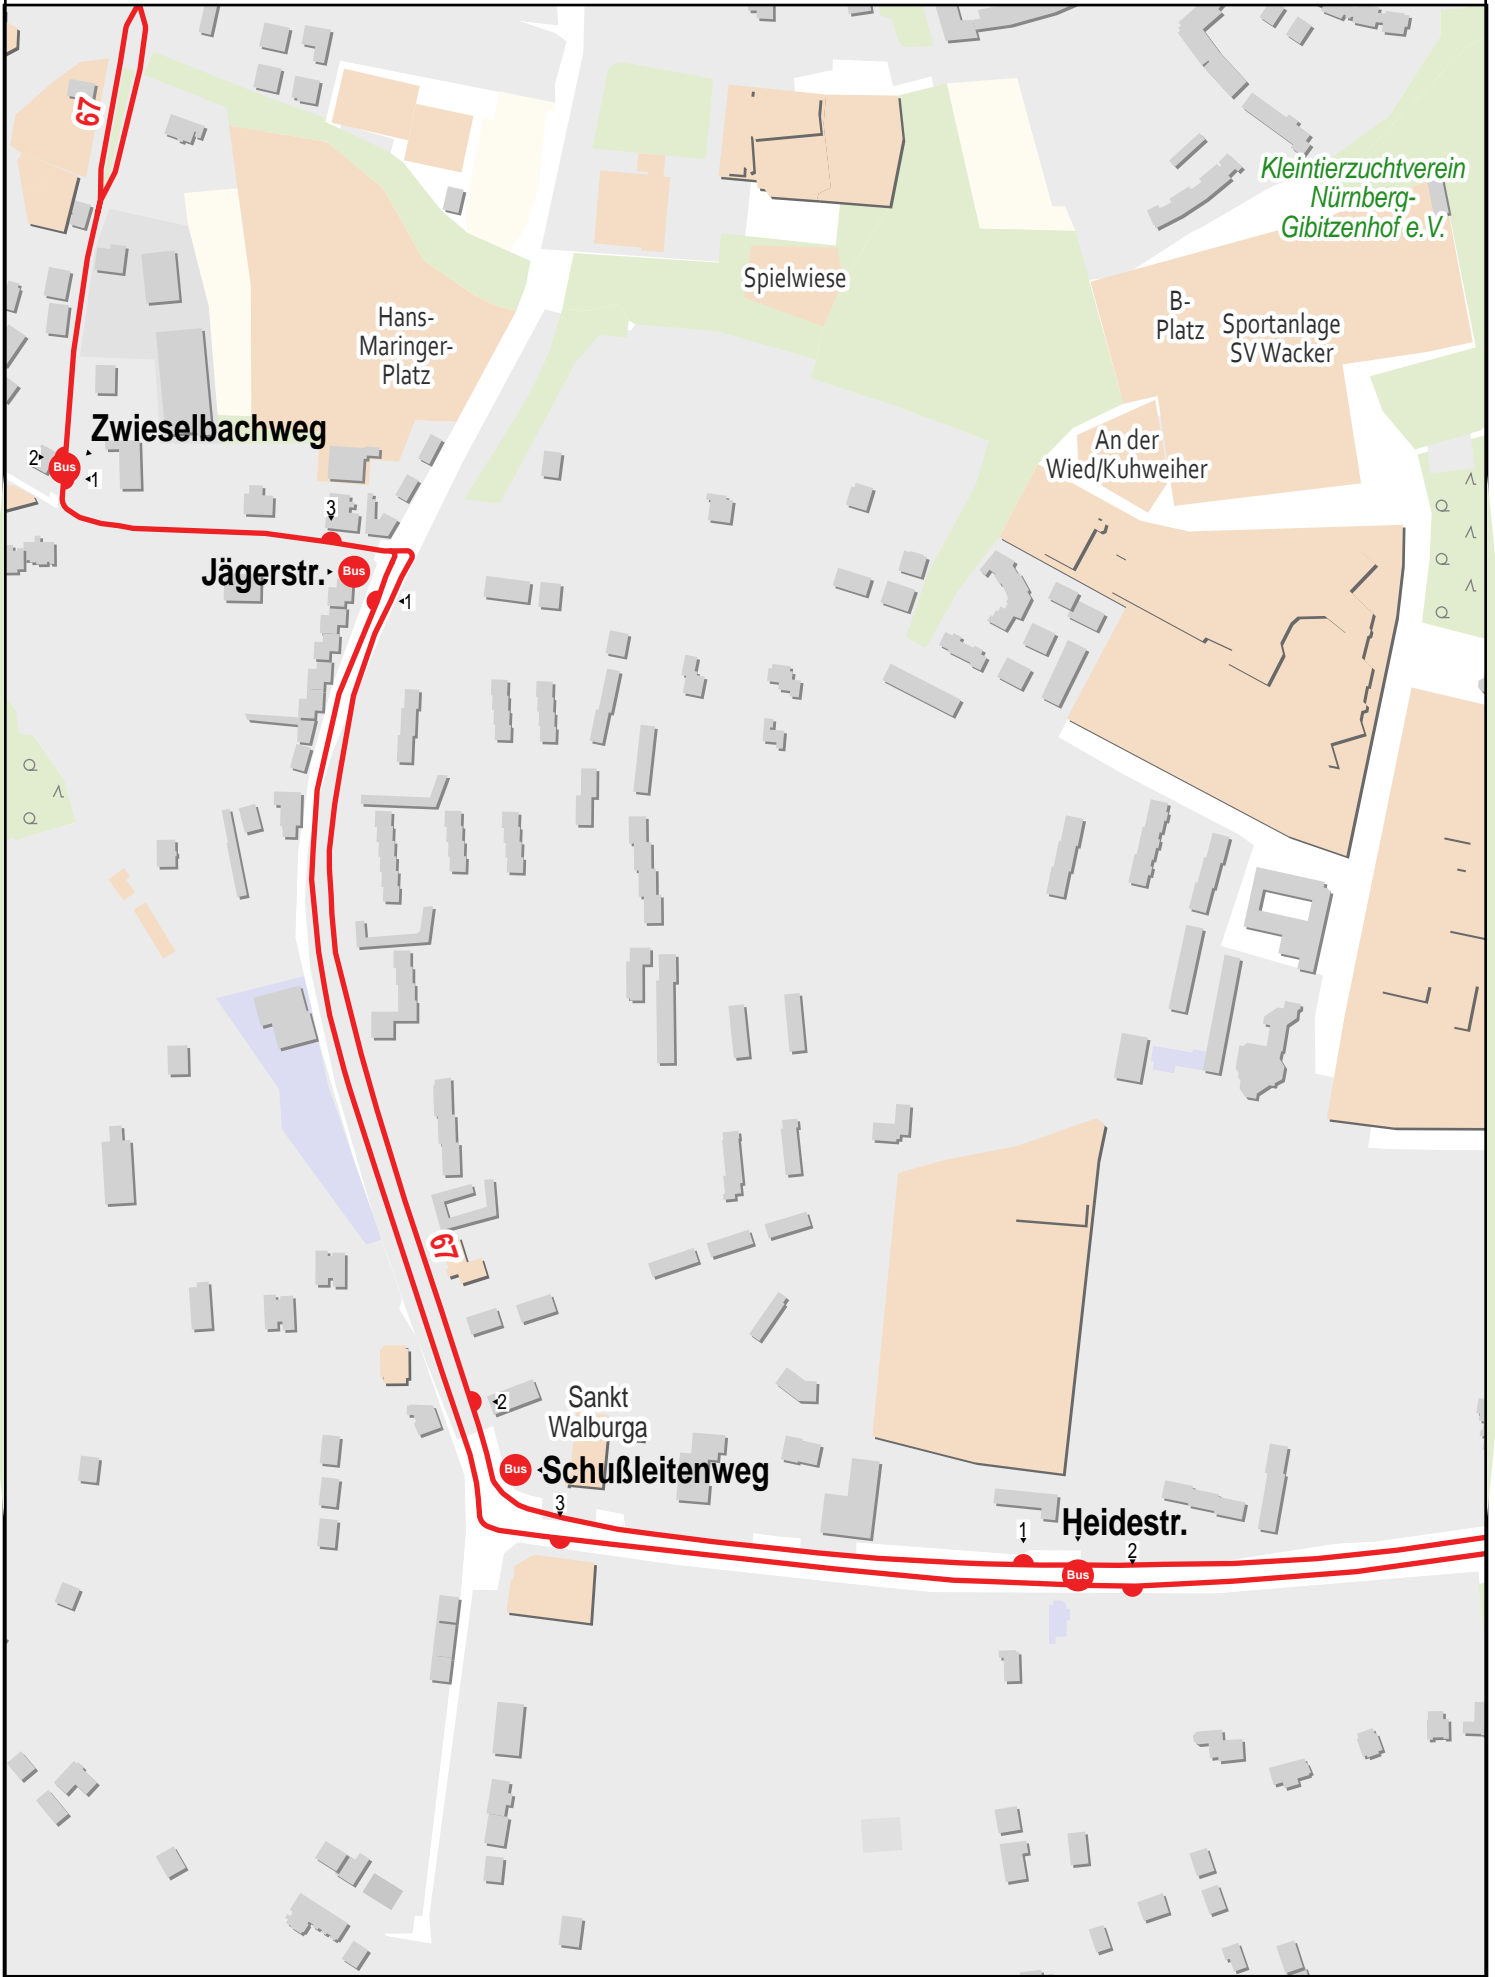 67
Kleintierzuchtverein
Nürnberg-
Gibitzenhof e.V.
Spielwiese
B-
Platz
Sportanlage
SV Wacker
Hans-
Maringer-
Platz
Zwieselbachweg
2
Bus
1
An der
Wied/Kuhweiher
3
Jägerstr.
Bus
1
67
2
Sankt
Walburga
Bus
Schußleitenweg
3
1
Heidestr.
2
Bus